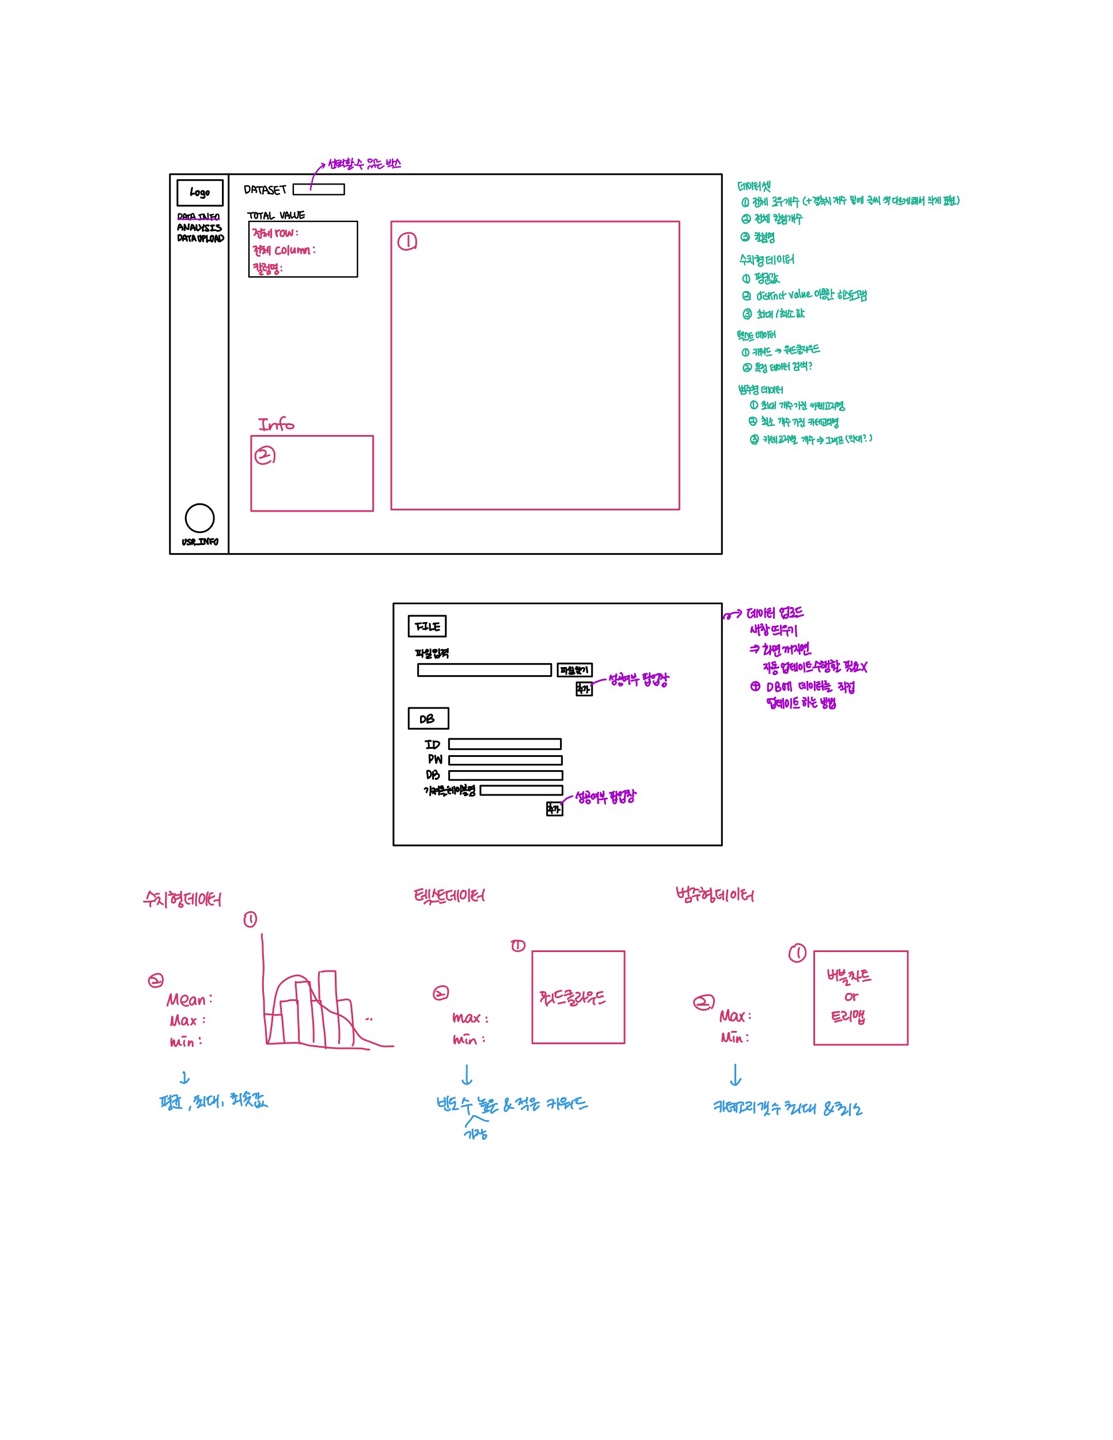 선택할 수 있는 박스
Logo
DATA INFO
ANALYSIS
DATA UPLOAD
USR_INFO
DATASET
TOTAL VALUE
전체 row :
전체 column :
칼럼명 :
Info
②
①
데이터셋
① 전체 로우개수 (+ 결측치 개수 옆에 글씨 색 다르게해서 작게 표현)
② 전체 칼럼개수
③ 칼럼명
수치형 데이터
① 평균값
② distinct value 이용한 히스토그램
③ 최대 / 최소 값
텍스트 데이터
① 키워드 → 워드클라우드
② 특정 데이터 검색?
범주형 데이터
① 최대 개수 가진 카테고리명
② 최소 개수 가진 카테고리명
③ 카테고리별 개수 ⇒ 그래프 (막대?)
FILE
파일입력
파일찾기
추가
성공여부 팝업창
DB
ID
PW
DB
가져올테이블명
추가
성공여부 팝업창
→ 데이터 업로드
새창 띄우기
⇒ 화면 꺼지면
자동 업데이트 수행할 필요X
⊕ DB에 데이터를 직접
업데이트 하는 방법
수치형데이터
①
②
Mean :
Max :
min :
↓
평균, 최대, 최솟값
텍스트데이터
①
워드클라우드
②
max :
min :
↓
빈도수 높은 & 적은 키워드
가장
범주형데이터
①
버블차트
or
트리맵
②
Max :
Min :
↓
카테고리 갯수 최대 & 최소